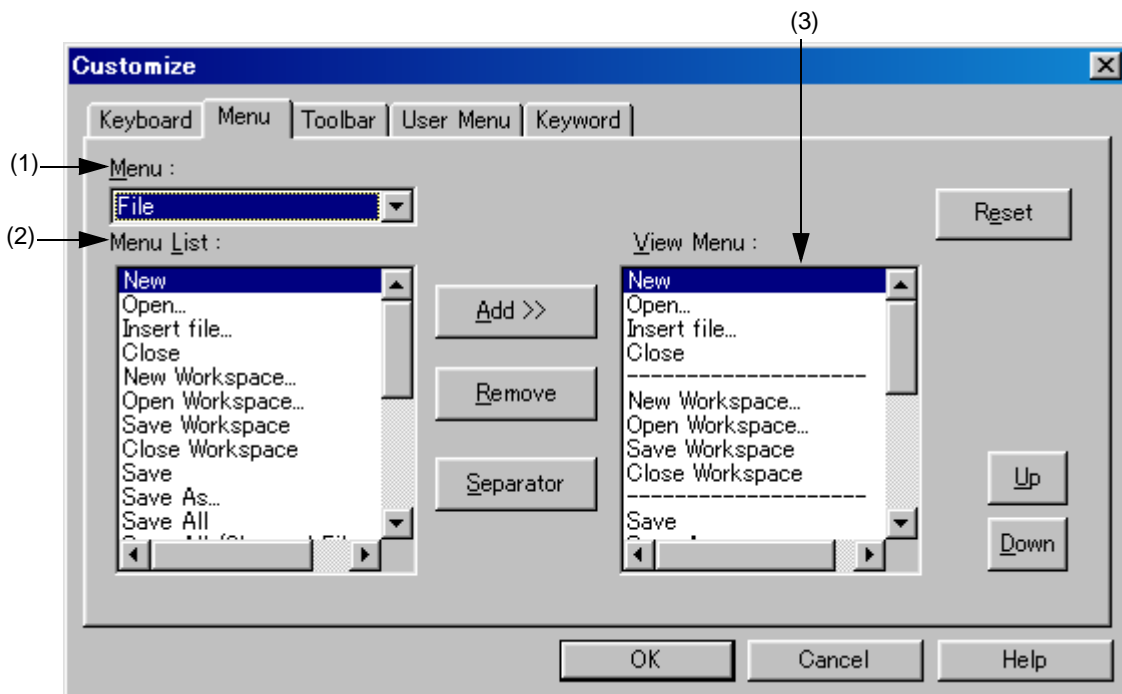 (3)
Customize
Keyboard Menu Toolbar User Menu Keyword
(1) Menu :
File
Reset
(2) Menu List :
View Menu :
New
Open...
Insert file...
Close
New Workspace...
Open Workspace...
Save Workspace
Close Workspace
Save
Save As...
Save All
Add >>
Remove
Separator
New
Open...
Insert file...
Close
--------------------
New Workspace...
Open Workspace...
Save Workspace
Close Workspace
--------------------
Save
Up
Down
OK Cancel Help